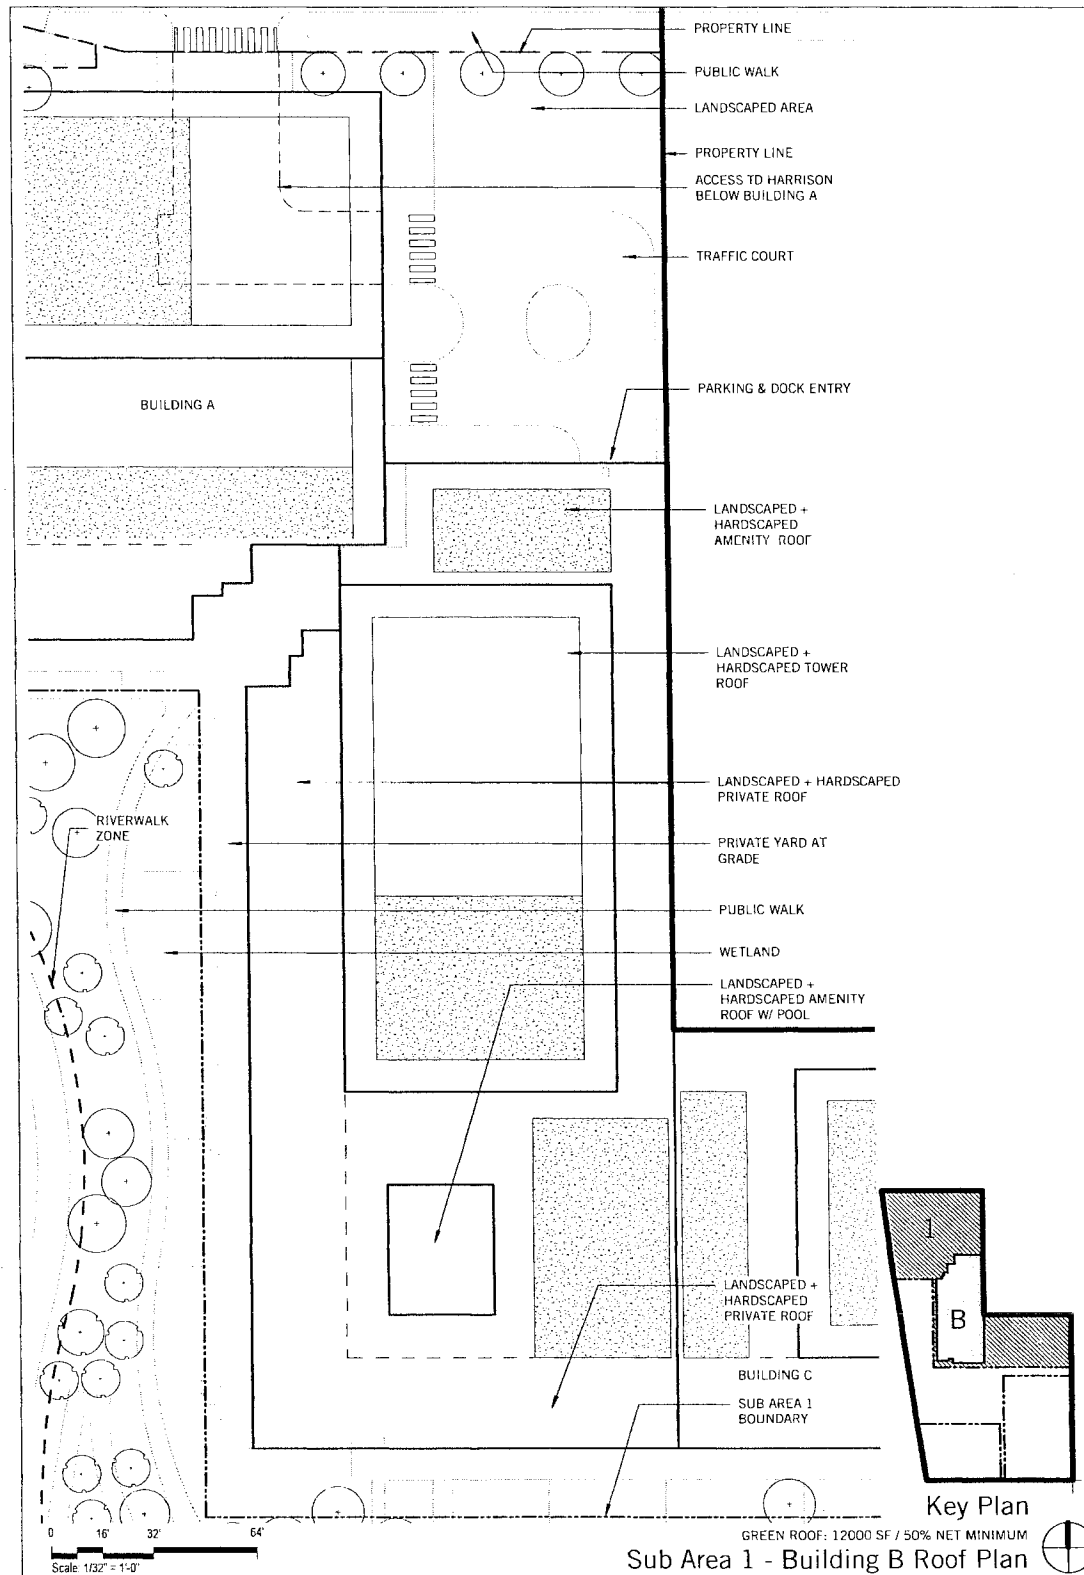 PROPERTY LINE
PUBLIC WALK
LANDSCAPED AREA
PROPERTY LINE
ACCESS TO HARRISON
BELOW BUILDING A
TRAFFIC COURT
PARKING & DOCK ENTRY
BUILDING A
LANDSCAPED +
HARDSCAPED
AMENITY ROOF
LANDSCAPED +
HARDSCAPED TOWER
ROOF
LANDSCAPED + HARDSCAPED
PRIVATE ROOF
RIVERWALK
ZONE
PRIVATE YARD AT
GRADE
PUBLIC WALK
WETLAND
LANDSCAPED +
HARDSCAPED AMENITY
ROOF W/ POOL
LANDSCAPED +
HARDSCAPED
PRIVATE ROOF
BUILDING C
SUB AREA 1
BOUNDARY
1
B
Key Plan
GREEN ROOF: 12000 SF / 50% NET MINIMUM
Sub Area 1 - Building B Roof Plan
0 16' 32' 64'
Scale: 1/32" = 1'-0"